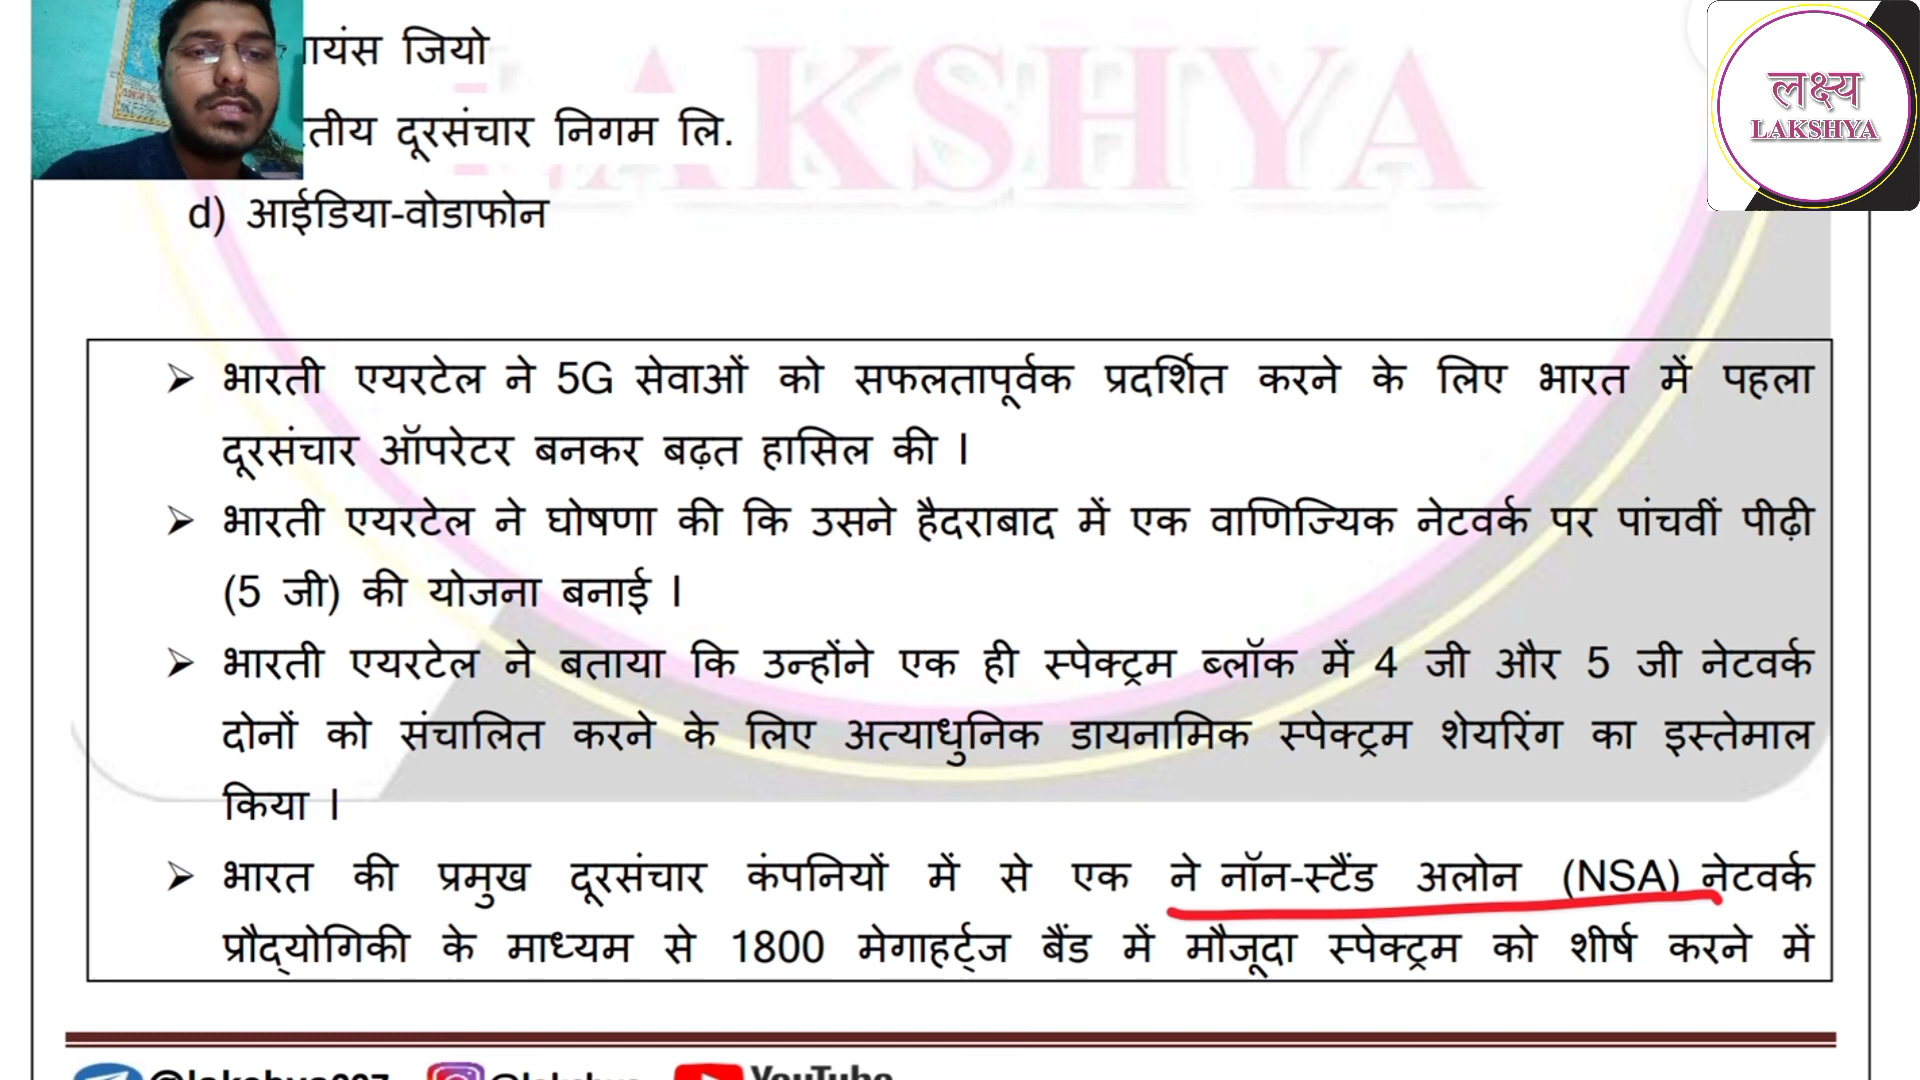 LAKSHYA
लक्ष्य
LAKSHYA
जियो
दूरसंचार निगम लि.
d) आईडिया-वोडाफोन
➢ भारती एयरटेल ने 5G सेवाओं को सफलतापूर्वक प्रदर्शित करने के लिए भारत में पहला
दूरसंचार ऑपरेटर बनकर बढ़त हासिल की l
➢ भारती एयरटेल ने घोषणा की कि उसने हैदराबाद में एक वाणिज्यिक नेटवर्क पर पांचवीं पीढ़ी
(5 जी) की योजना बनाई l
➢ भारती एयरटेल ने बताया कि उन्होंने एक ही स्पेक्ट्रम ब्लॉक में 4 जी और 5 जी नेटवर्क
दोनों को संचालित करने के लिए अत्याधुनिक डायनामिक स्पेक्ट्रम शेयरिंग का इस्तेमाल
किया l
➢ भारत की प्रमुख दूरसंचार कंपनियों में से एक ने नॉन-स्टैंड अलोन (NSA) नेटवर्क
प्रौद्योगिकी के माध्यम से 1800 मेगाहर्ट्ज बैंड में मौजूदा स्पेक्ट्रम को शीर्ष करने में
YouTube